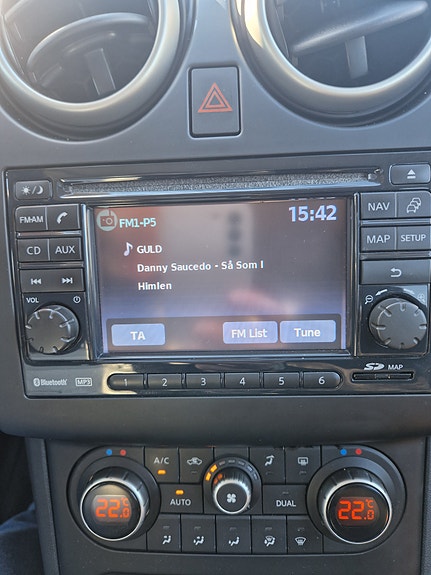 FM1-P5
15:42
GULD
Danny Saucedo - Så Som I
Himlen
TA
FM List
Tune
FM·AM
CD
AUX
VOL
NAV
MAP
SETUP
Bluetooth
MP3
1 2 3 4 5 6
SD MAP
A/C
AUTO
DUAL
22.0
22.0